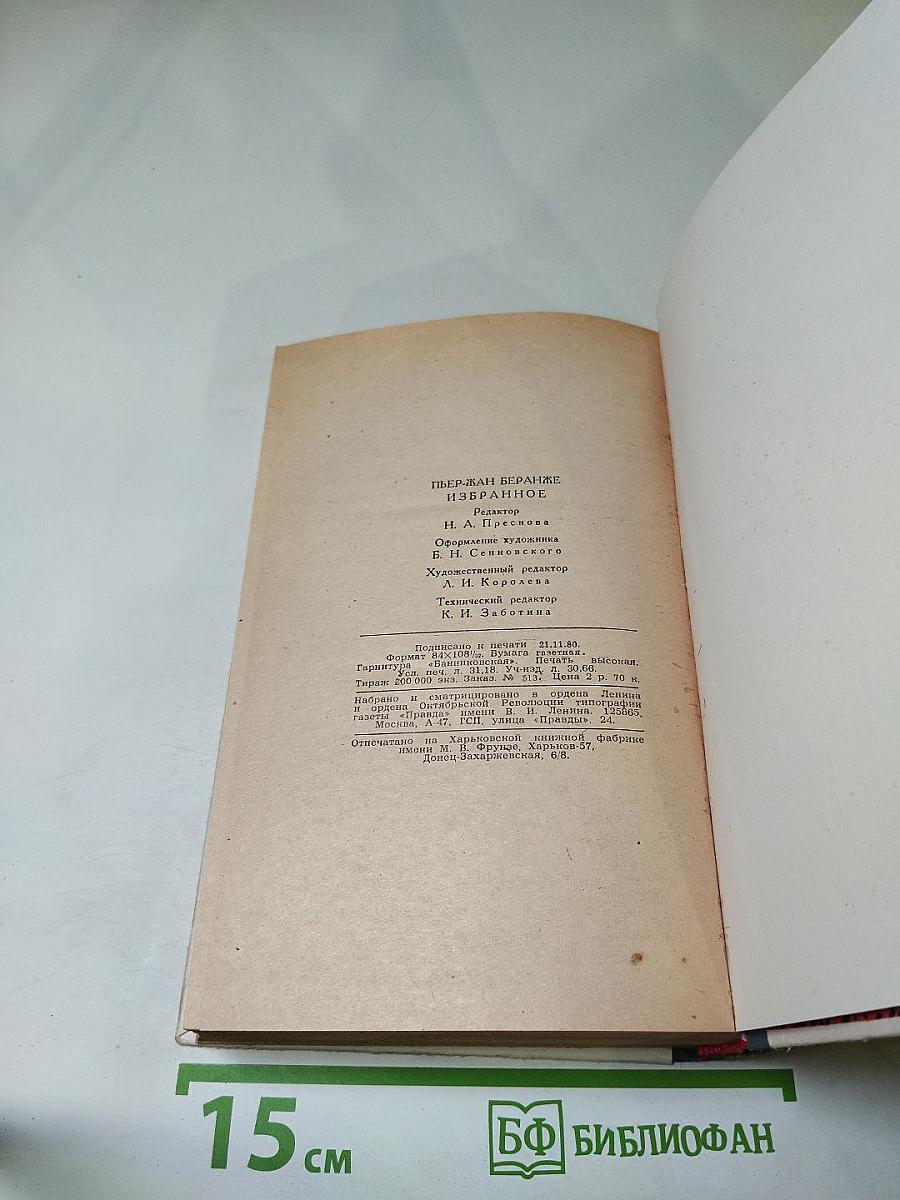 ПЬЕР-ЖАН БЕРАНЖЕ
ИЗБРАННОЕ
Редактор
Н. А. Преснова
Оформление художника
Б. Н. Сенновского
Художественный редактор
Л. И. Королева
Технический редактор
К. И. Заботина
Подписано к печати 21.11.80.
Формат 84×108¹/₃₂. Бумага газетная.
Гарнитура «Банниковская». Печать высокая.
Усл. печ. л. 31,18. Уч-изд. л. 30,66.
Тираж 200 000 экз. Заказ. № 513. Цена 2 р. 70 к.
Набрано и сматрицировано в ордена Ленина
и ордена Октябрьской Революции типографии
газеты «Правда» имени В. И. Ленина. 125865,
Москва, А-47, ГСП, улица «Правды», 24.
Отпечатано на Харьковской книжной фабрике
имени М. В. Фрунзе, Харьков-57,
Донец-Захаржевская, 6/8.
15 см
БФ БИБЛИОФАН